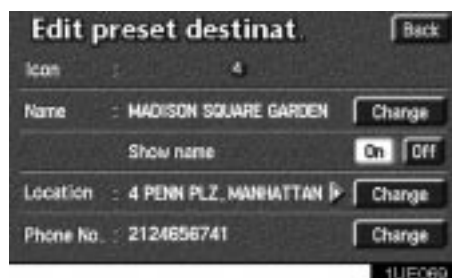 Edit preset destinat. Back
Icon : 4
Name : MADISON SQUARE GARDEN Change
Show name On Off
Location : 4 PENN PLZ., MANHATTAN Change
Phone No. : 2124656741 Change
1UE069